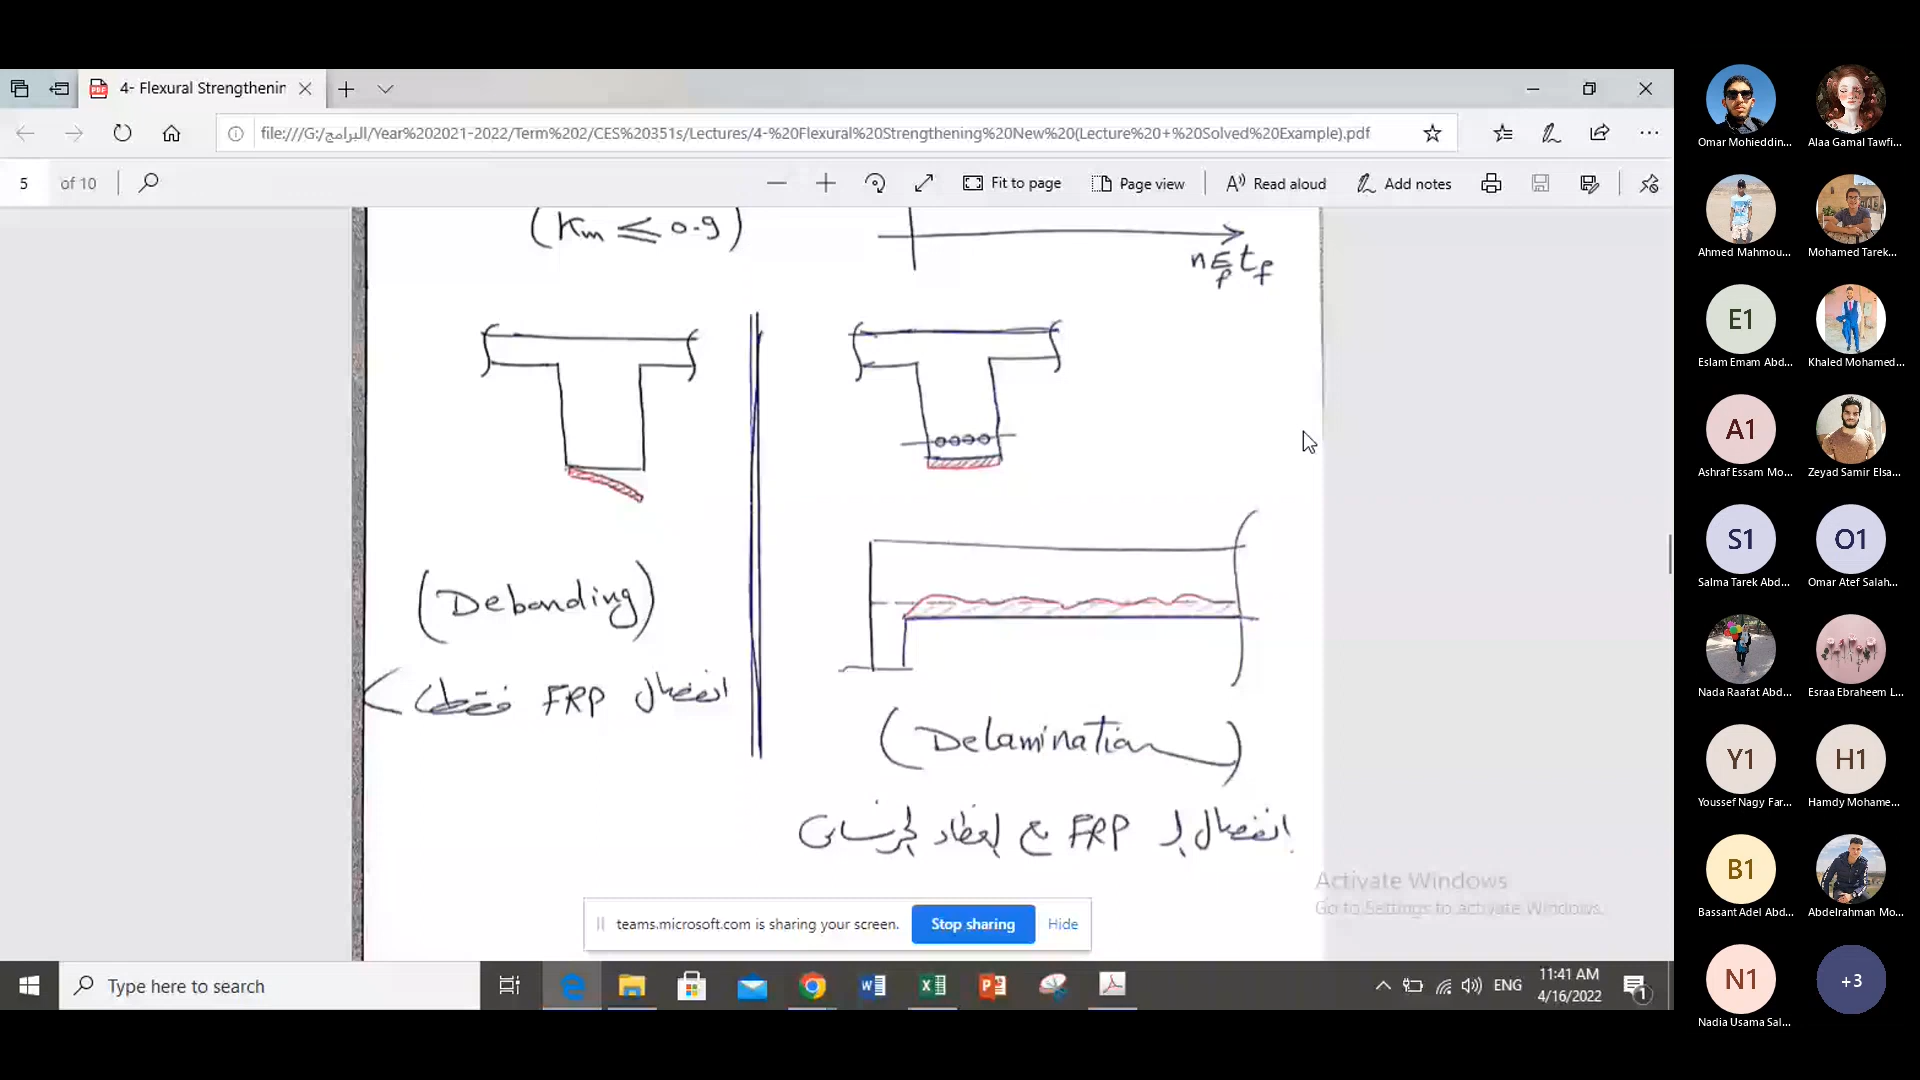 4- Flexural Strengthenin
file:///G:/البرامج/Year%202021-2022/Term%202/CES%20351s/Lectures/4-%20Flexural%20Strengthening%20New%20(Lecture%20+%20Solved%20Example).pdf
5 of 10
Fit to page
Page view
Read aloud
Add notes
(Km ≤ 0.9)
n Ef tf
(Debonding)
انفصال FRP فقط
(Delamination)
انفصال الـ FRP مع الغطاء الخرسانى
Activate Windows
Go to Settings to activate Windows.
teams.microsoft.com is sharing your screen.
Stop sharing
Hide
Type here to search
ENG
11:41 AM
4/16/2022
1
Omar Mohieddin...
Alaa Gamal Tawfi...
Ahmed Mahmou...
Mohamed Tarek...
E1
Eslam Emam Abd...
Khaled Mohamed...
A1
Ashraf Essam Mo...
Zeyad Samir Elsa...
S1
Salma Tarek Abd...
O1
Omar Atef Salah...
Nada Raafat Abd...
Esraa Ebraheem L...
Y1
Youssef Nagy Far...
H1
Hamdy Mohame...
B1
Bassant Adel Abd...
Abdelrahman Mo...
N1
Nadia Usama Sal...
+3